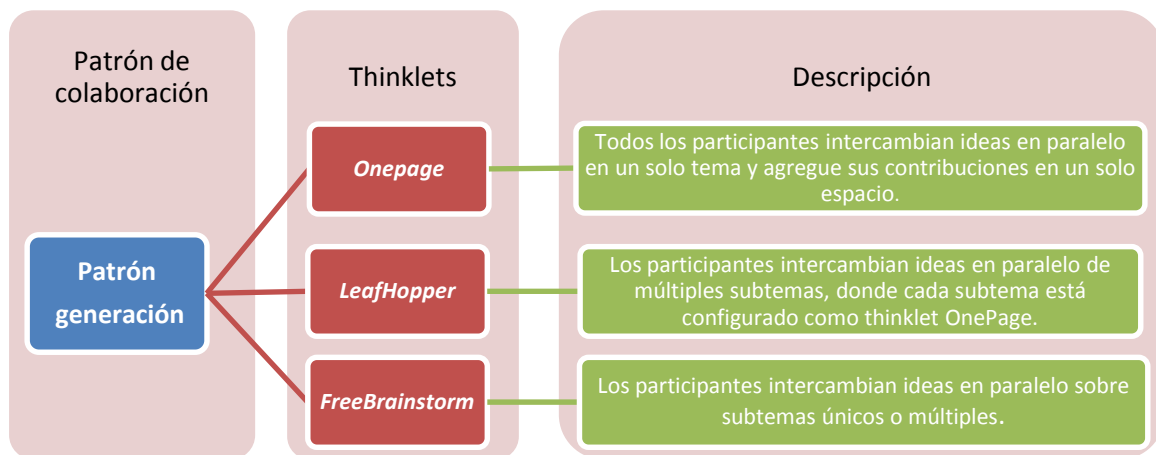 Patrón de
colaboración
Thinklets
Descripción
Patrón
generación
Onepage
Todos los participantes intercambian ideas en paralelo
en un solo tema y agregue sus contribuciones en un solo
espacio.
LeafHopper
Los participantes intercambian ideas en paralelo de
múltiples subtemas, donde cada subtema está
configurado como thinklet OnePage.
FreeBrainstorm
Los participantes intercambian ideas en paralelo sobre
subtemas únicos o múltiples.